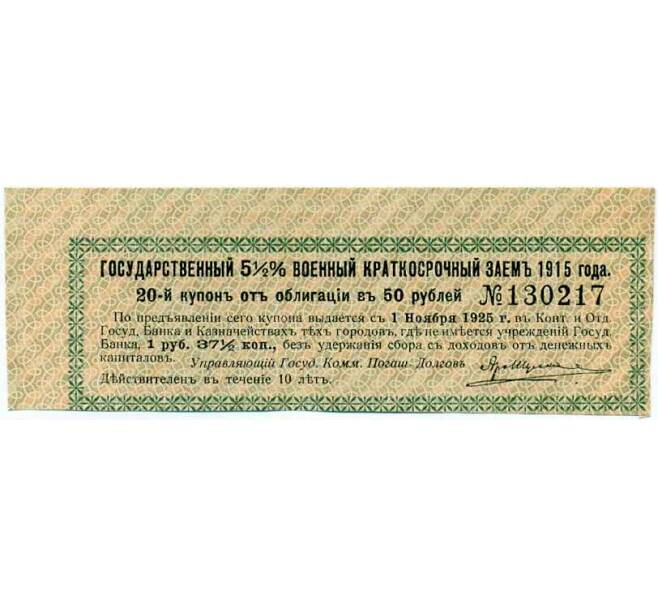 ГОСУДАРСТВЕННЫЙ 5½% ВОЕННЫЙ КРАТКОСРОЧНЫЙ ЗАЕМЪ 1915 года.
20-й купонъ отъ облигаціи въ 50 рублей №130217
По предъявленіи сего купона выдается съ 1 Ноября 1925 г. въ Конт. и Отд.
Госуд. Банка и Казначействахъ тѣхъ городовъ, гдѣ не имѣется учрежденій Госуд.
Банка, 1 руб. 37½ коп., безъ удержанія сбора съ доходовъ отъ денежныхъ
капиталовъ. Управляющій Госуд. Комм. Погаш. Долговъ
Дѣйствителенъ въ теченіе 10 лѣтъ.